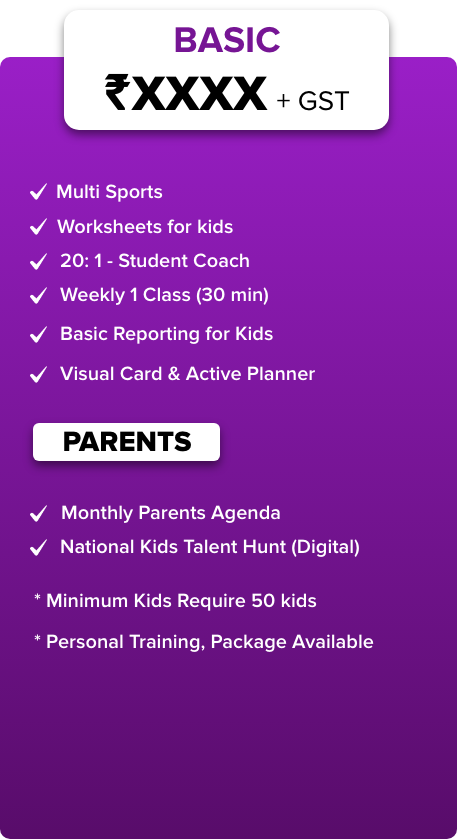 BASIC
₹XXXX + GST
Multi Sports
Worksheets for kids
20: 1 - Student Coach
Weekly 1 Class (30 min)
Basic Reporting for Kids
Visual Card & Active Planner
PARENTS
Monthly Parents Agenda
National Kids Talent Hunt (Digital)
* Minimum Kids Require 50 kids
* Personal Training, Package Available